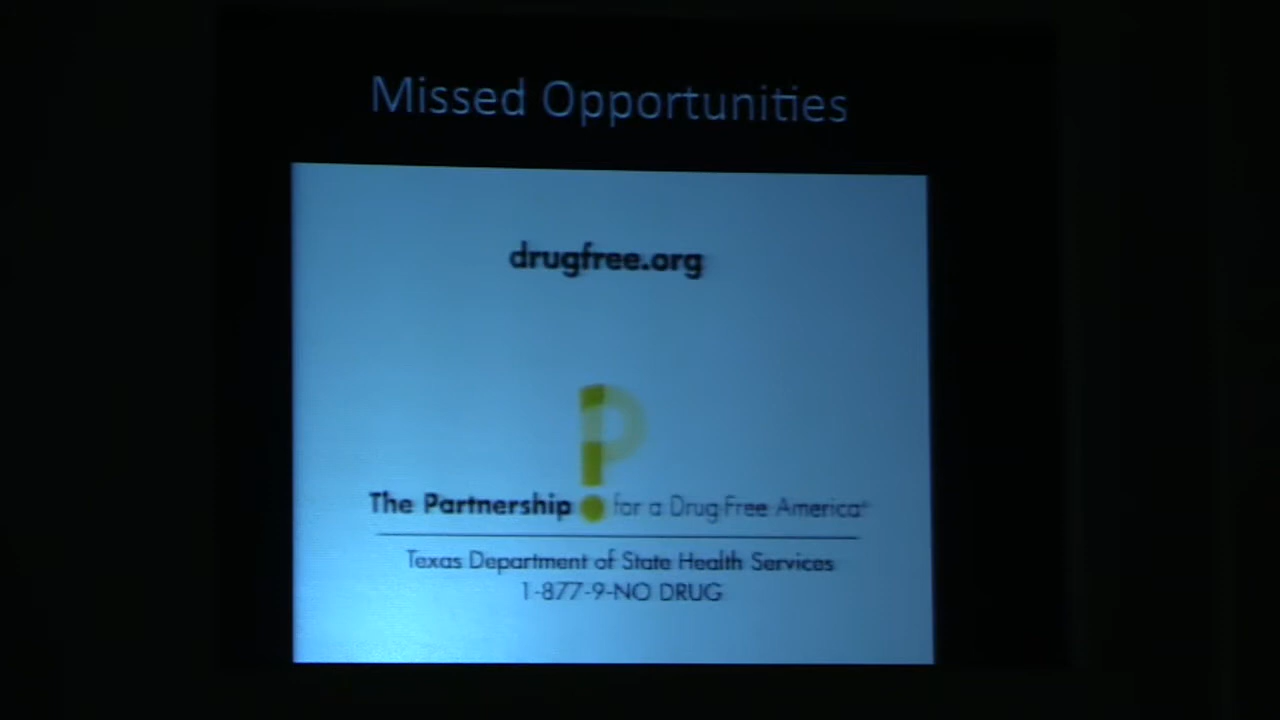 Missed Opportunities
drugfree.org
The Partnership for a Drug-Free America®
Texas Department of State Health Services
1-877-9-NO DRUG